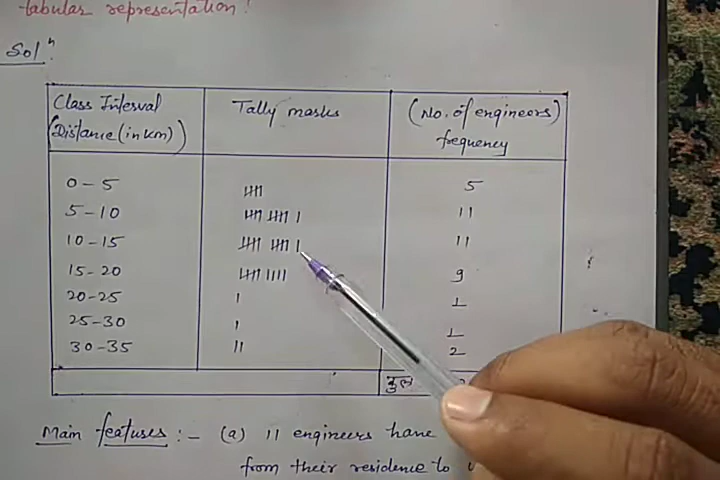 tabular representation!
Solⁿ.
Class Interval (Distance (in km)) Tally masks (No. of engineers) frequency
0 - 5 𝍸 5
5 - 10 𝍸 𝍸 | 11
10 - 15 𝍸 𝍸 | 11
15 - 20 𝍸 |||| 9
20 - 25 | 1
25 - 30 | 1
30 - 35 || 2
कुल
Main featuses :- (a) 11 engineers have
from their residence to